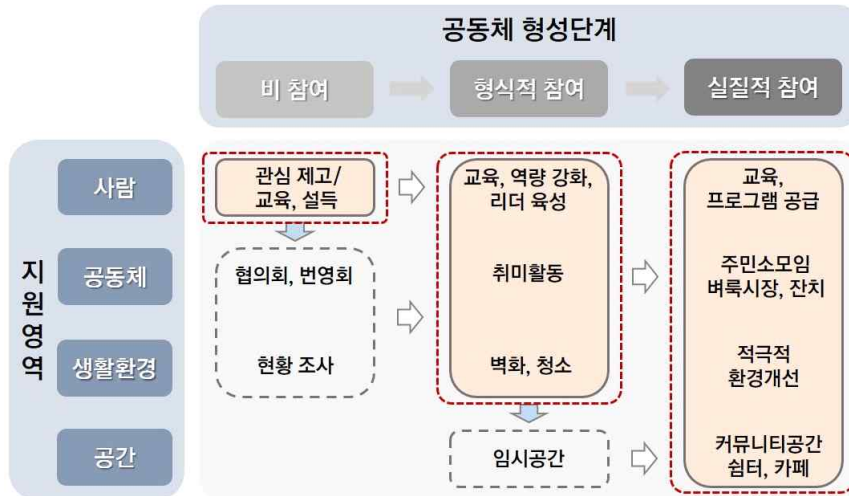 공동체 형성단계
비 참여
형식적 참여
실질적 참여
지원영역
사람
관심 제고/
교육, 설득
교육, 역량 강화,
리더 육성
교육,
프로그램 공급
공동체
협의회, 번영회
취미활동
주민소모임
벼룩시장, 잔치
생활환경
현황 조사
벽화, 청소
적극적
환경개선
공간
임시공간
커뮤니티공간
쉼터, 카페